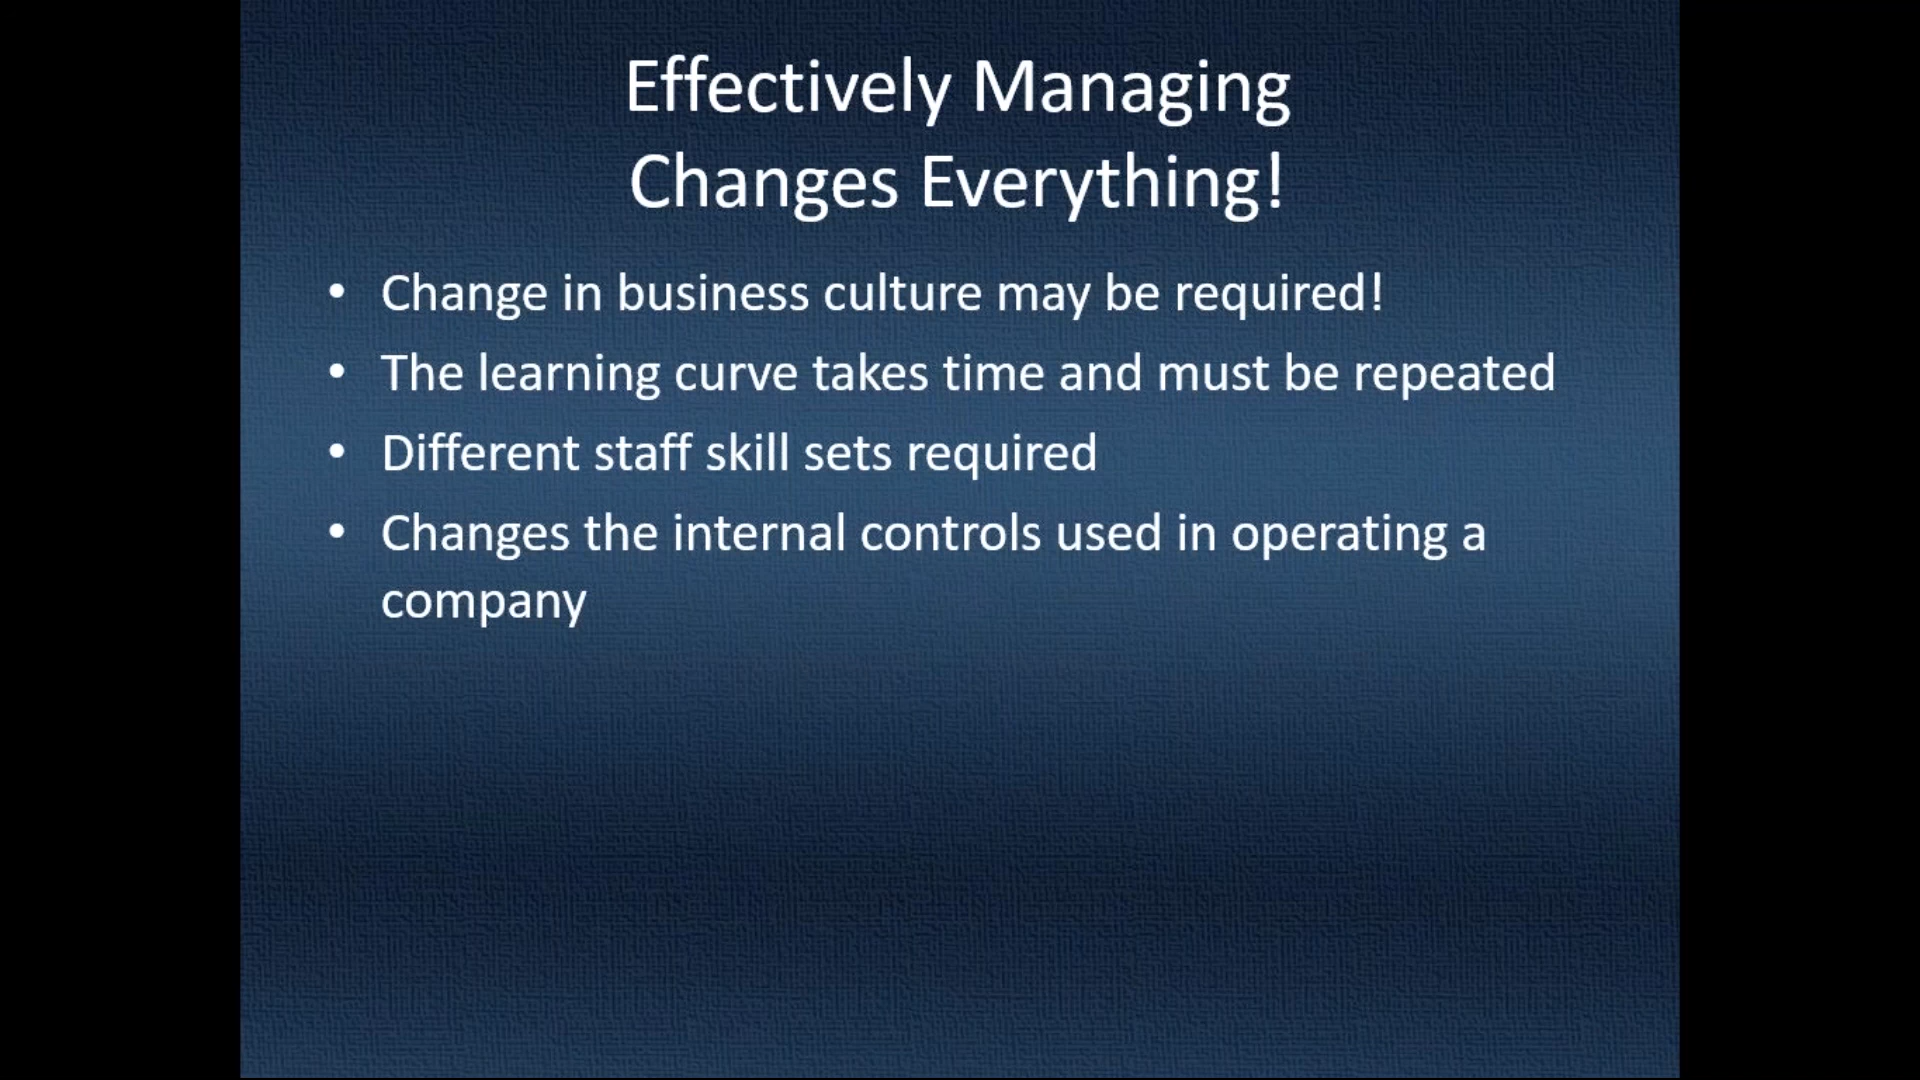 Effectively Managing
Changes Everything!
• Change in business culture may be required!
• The learning curve takes time and must be repeated
• Different staff skill sets required
• Changes the internal controls used in operating a
company